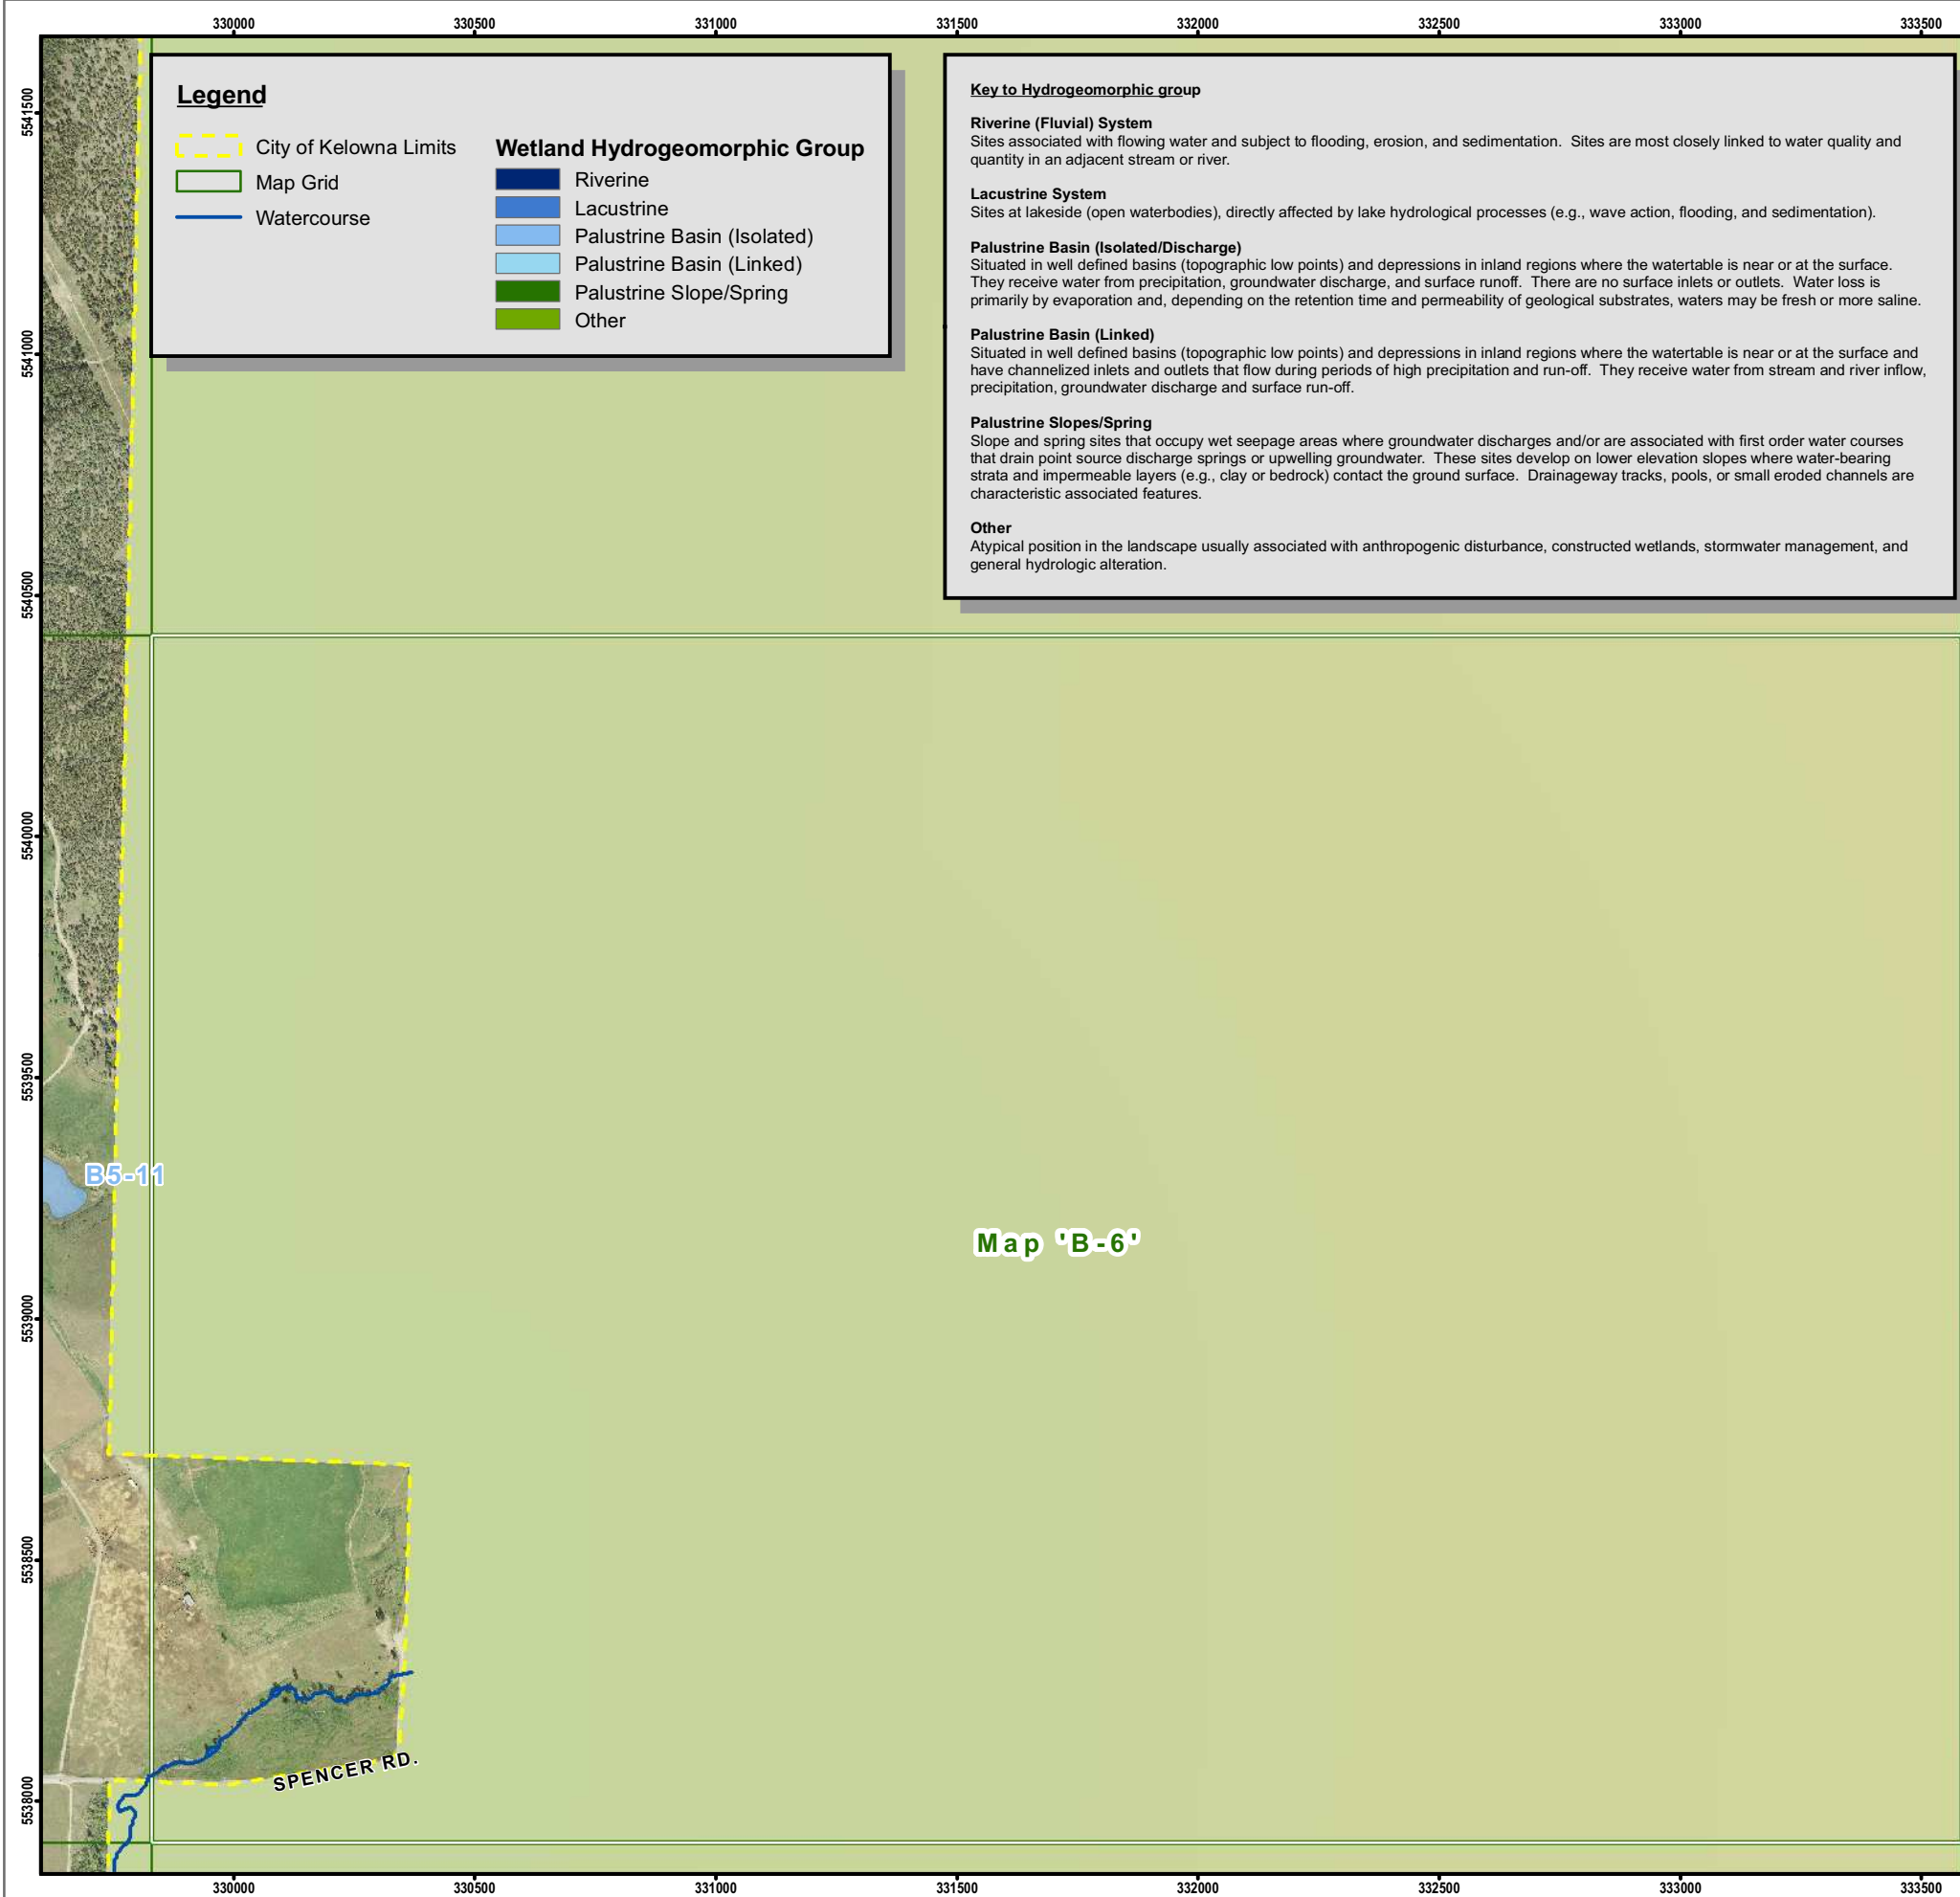 330000 330500 331000 331500 332000 332500 333000 333500
5541500
5541000
5540500
5540000
5539500
5539000
5538500
5538000
Legend
City of Kelowna Limits
Map Grid
Watercourse
Wetland Hydrogeomorphic Group
Riverine
Lacustrine
Palustrine Basin (Isolated)
Palustrine Basin (Linked)
Palustrine Slope/Spring
Other
Key to Hydrogeomorphic group
Riverine (Fluvial) System
Sites associated with flowing water and subject to flooding, erosion, and sedimentation. Sites are most closely linked to water quality and
quantity in an adjacent stream or river.
Lacustrine System
Sites at lakeside (open waterbodies), directly affected by lake hydrological processes (e.g., wave action, flooding, and sedimentation).
Palustrine Basin (Isolated/Discharge)
Situated in well defined basins (topographic low points) and depressions in inland regions where the watertable is near or at the surface.
They receive water from precipitation, groundwater discharge, and surface runoff. There are no surface inlets or outlets. Water loss is
primarily by evaporation and, depending on the retention time and permeability of geological substrates, waters may be fresh or more saline.
Palustrine Basin (Linked)
Situated in well defined basins (topographic low points) and depressions in inland regions where the watertable is near or at the surface and
have channelized inlets and outlets that flow during periods of high precipitation and run-off. They receive water from stream and river inflow,
precipitation, groundwater discharge and surface run-off.
Palustrine Slopes/Spring
Slope and spring sites that occupy wet seepage areas where groundwater discharges and/or are associated with first order water courses
that drain point source discharge springs or upwelling groundwater. These sites develop on lower elevation slopes where water-bearing
strata and impermeable layers (e.g., clay or bedrock) contact the ground surface. Drainageway tracks, pools, or small eroded channels are
characteristic associated features.
Other
Atypical position in the landscape usually associated with anthropogenic disturbance, constructed wetlands, stormwater management, and
general hydrologic alteration.
B5-11
Map 'B-6'
SPENCER RD.
330000 330500 331000 331500 332000 332500 333000 333500